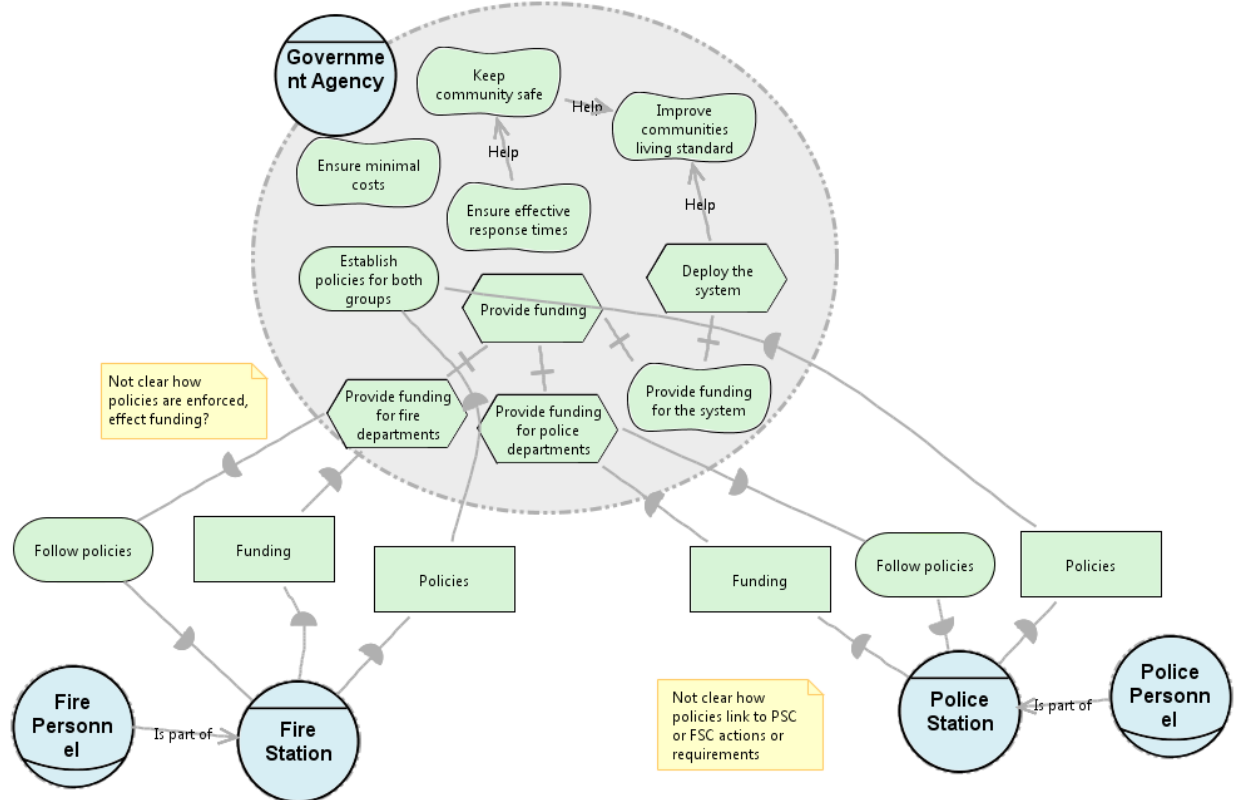 Governme
nt Agency
Keep
community safe
Help
Improve
communities
living standard
Ensure minimal
costs
Help
Ensure effective
response times
Help
Establish
policies for both
groups
Provide funding
Deploy the
system
Not clear how
policies are enforced,
effect funding?
Provide funding
for fire
departments
Provide funding
for police
departments
Provide funding
for the system
Follow policies
Funding
Policies
Funding
Follow policies
Policies
Fire
Personn
el
Is part of
Fire
Station
Not clear how
policies link to PSC
or FSC actions or
requirements
Police
Station
Is part of
Police
Personn
el